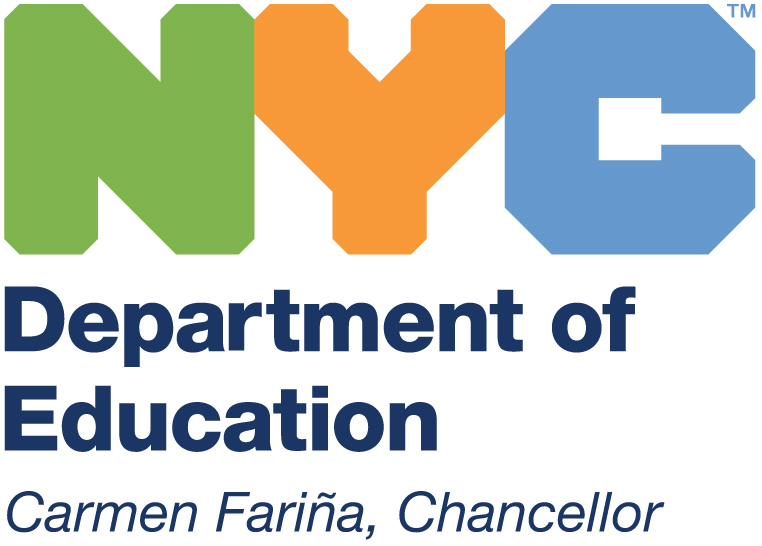 NYC™
Department of
Education
Carmen Fariña, Chancellor